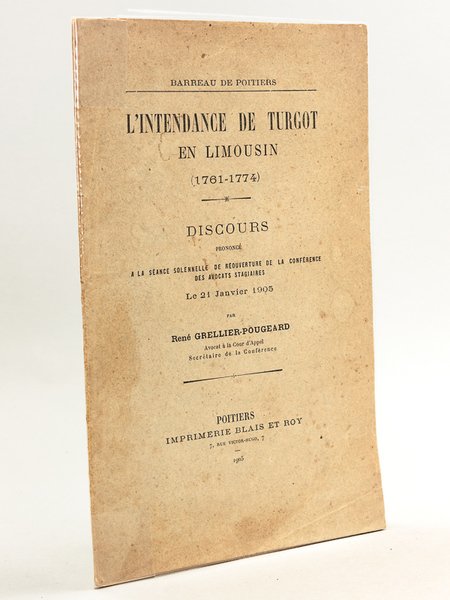 BARREAU DE POITIERS
L'INTENDANCE DE TURGOT
EN LIMOUSIN
(1761-1774)
DISCOURS
PRONONCÉ
A LA SÉANCE SOLENNELLE DE RÉOUVERTURE DE LA CONFÉRENCE
DES AVOCATS STAGIAIRES
Le 21 Janvier 1905
PAR
René GRELLIER-POUGEARD
Avocat à la Cour d'Appel
Secrétaire de la Conférence
POITIERS
IMPRIMERIE BLAIS ET ROY
7, RUE VICTOR-HUGO, 7
1905